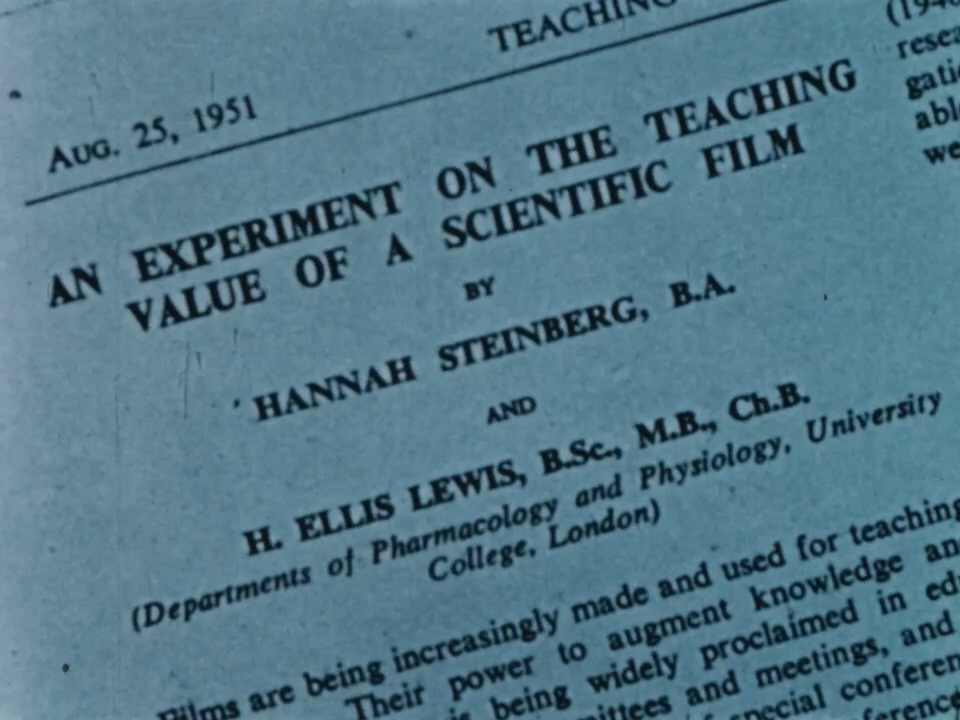 TEACHING
AUG. 25, 1951
AN EXPERIMENT ON THE TEACHING
VALUE OF A SCIENTIFIC FILM
BY
HANNAH STEINBERG, B.A.
AND
H. ELLIS LEWIS, B.Sc., M.B., Ch.B.
(Departments of Pharmacology and Physiology, University
College, London)
Films are being increasingly made and used for teaching
Their power to augment knowledge
being widely proclaimed in
and meetings, and
special